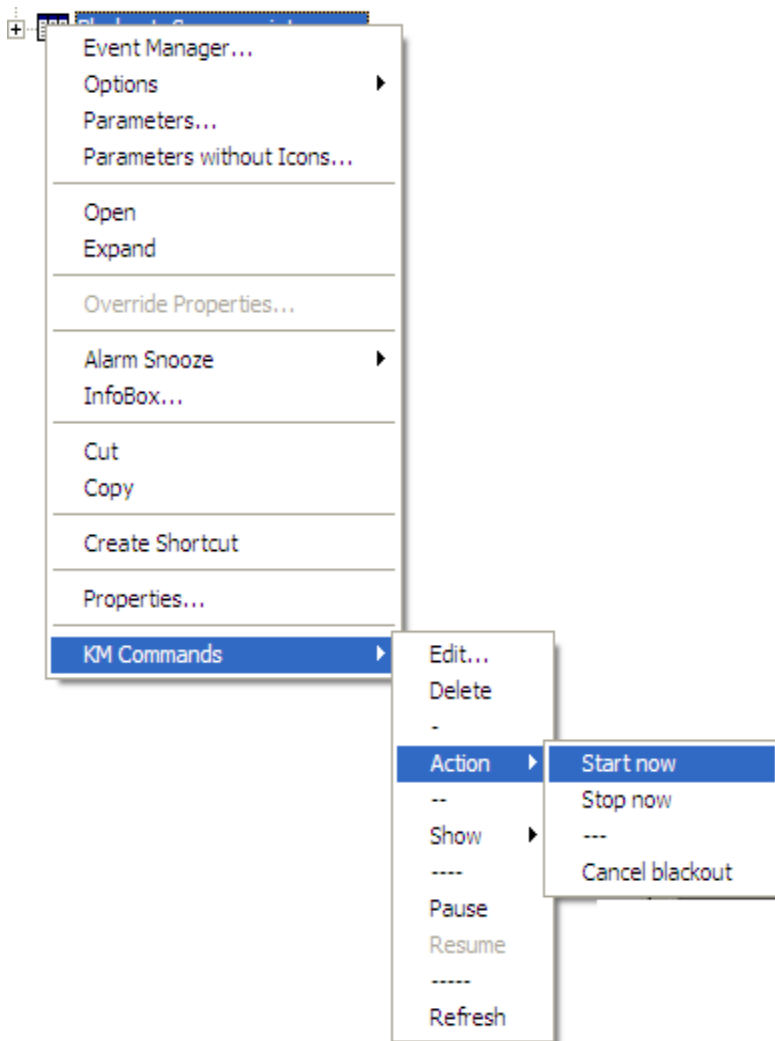 Event Manager...
Options
Parameters...
Parameters without Icons...
Open
Expand
Override Properties...
Alarm Snooze
InfoBox...
Cut
Copy
Create Shortcut
Properties...
KM Commands
Edit...
Delete
-
Action
Start now
--
Stop now
Show
---
----
Cancel blackout
Pause
Resume
-----
Refresh